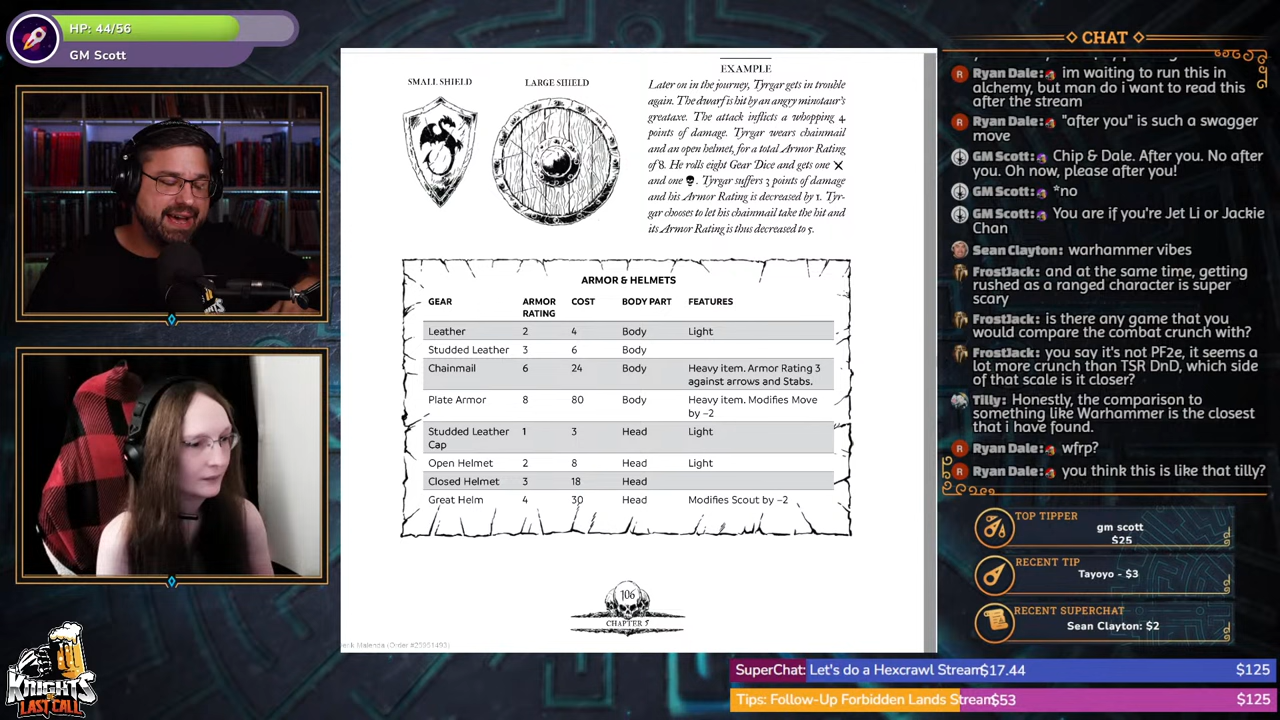 HP: 44/56
GM Scott
SMALL SHIELD
LARGE SHIELD
EXAMPLE
Later on in the journey, Tyrgar gets in trouble
again. The dwarf is hit by an angry minotaur's
greataxe. The attack inflicts a whopping 4
points of damage. Tyrgar wears chainmail
and an open helmet, for a total Armor Rating
of 8. He rolls eight Gear Dice and gets one ⚔
and one 💀. Tyrgar suffers 3 points of damage
and his Armor Rating is decreased by 1. Tyr-
gar chooses to let his chainmail take the hit and
its Armor Rating is thus decreased to 5.
ARMOR & HELMETS
GEAR ARMOR RATING COST BODY PART FEATURES
Leather 2 4 Body Light
Studded Leather 3 6 Body
Chainmail 6 24 Body Heavy item. Armor Rating 3
against arrows and Stabs.
Plate Armor 8 80 Body Heavy item. Modifies Move
by –2
Studded Leather 1 3 Head Light
Cap
Open Helmet 2 8 Head Light
Closed Helmet 3 18 Head
Great Helm 4 30 Head Modifies Scout by –2
106
CHAPTER 5
Malenda (Order #25951493)
CHAT
Ryan Dale: im waiting to run this in
alchemy, but man do i want to read this
after the stream
Ryan Dale: "after you" is such a swagger
move
GM Scott: Chip & Dale. After you. No after
you. Oh now, please after you!
GM Scott: *no
GM Scott: You are if you're Jet Li or Jackie
Chan
Sean Clayton: warhammer vibes
FrostJack: and at the same time, getting
rushed as a ranged character is super
scary
FrostJack: is there any game that you
would compare the combat crunch with?
FrostJack: you say it's not PF2e, it seems a
lot more crunch than TSR DnD, which side
of that scale is it closer?
Tilly: Honestly, the comparison to
something like Warhammer is the closest
that i have found.
Ryan Dale: wfrp?
Ryan Dale: you think this is like that tilly?
TOP TIPPER
gm scott
$25
RECENT TIP
Tayoyo - $3
RECENT SUPERCHAT
Sean Clayton: $2
KNIGHTS
OF
LAST CALL
SuperChat: Let's do a Hexcrawl Stream $17.44 $125
Tips: Follow-Up Forbidden Lands Stream $53 $125